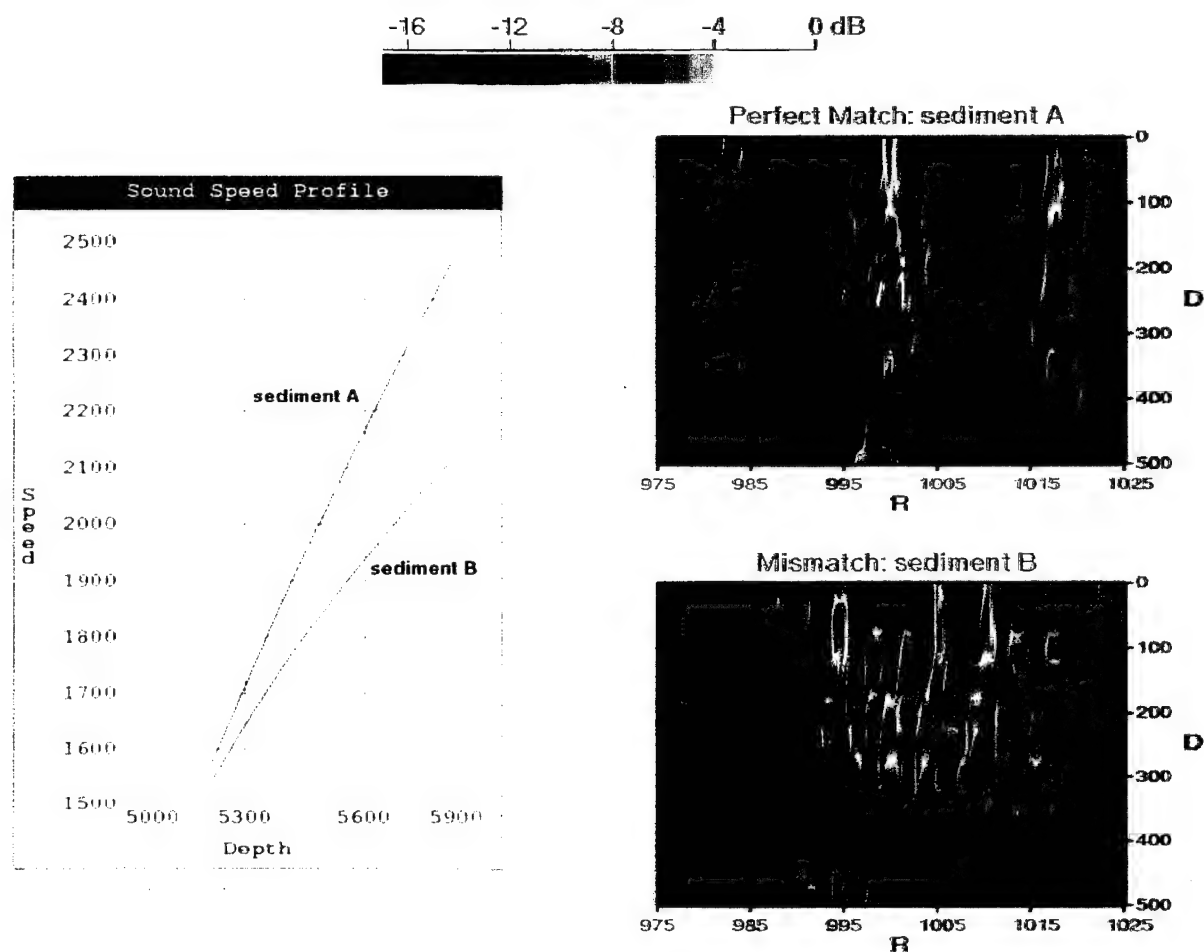 -16 -12 -8 -4 0 dB
Perfect Match: sediment A
0
100
200
300
400
500
D
975 985 995 1005 1015 1025
R
Sound Speed Profile
2500
2400
2300
2200
2100
2000
1900
1800
1700
1600
1500
Speed
sediment A
sediment B
5000 5300 5600 5900
Depth
Mismatch: sediment B
0
100
200
300
400
500
D
975 985 995 1005 1015 1025
R